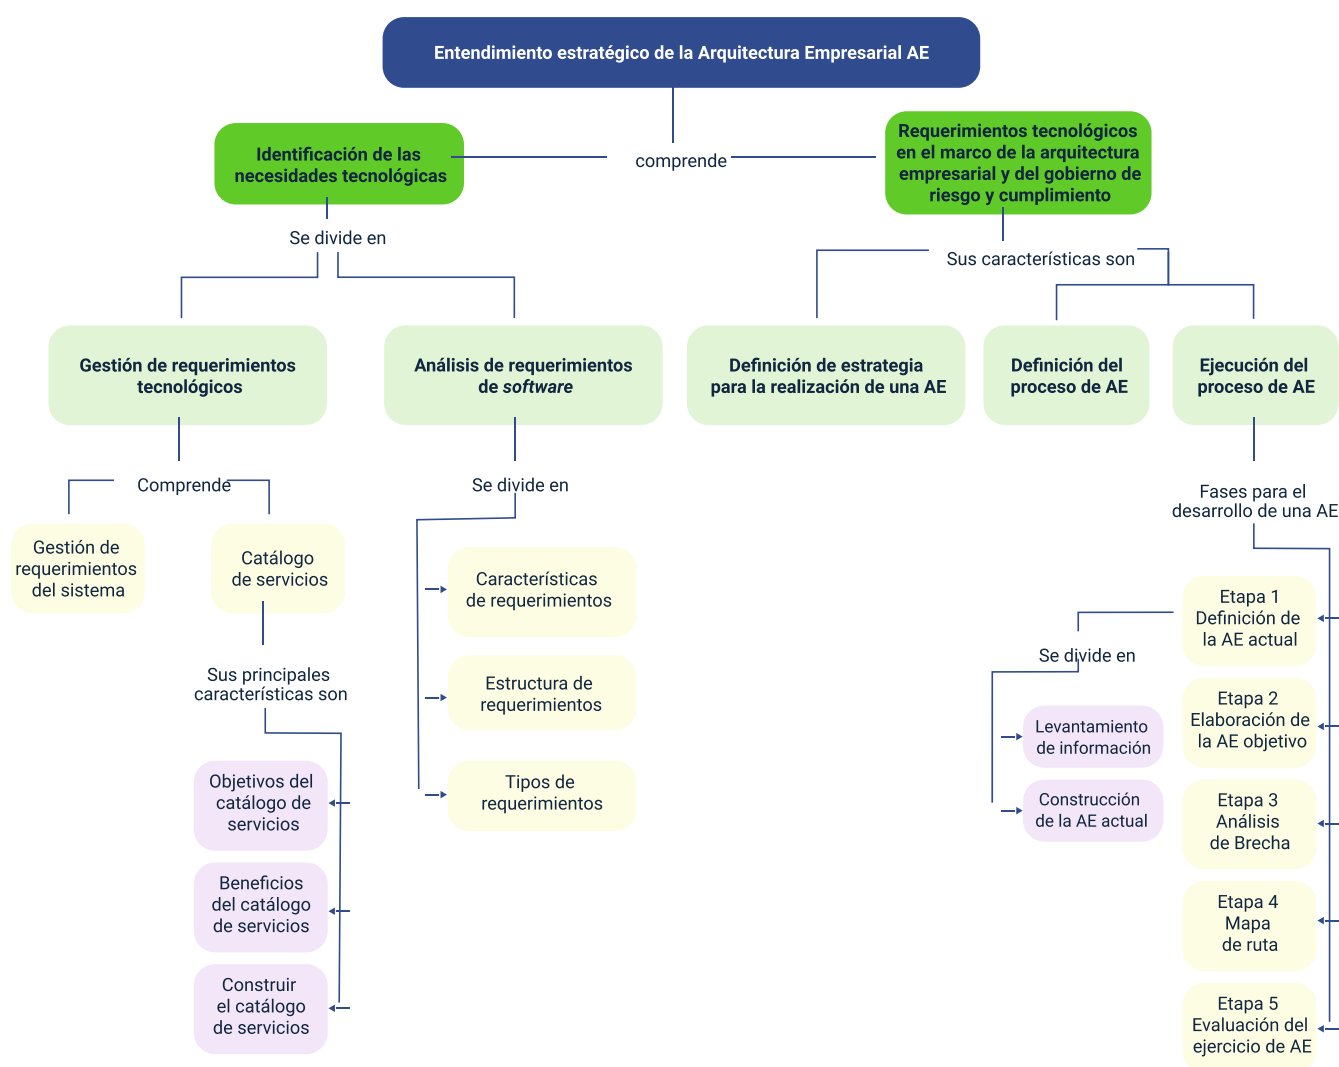 Entendimiento estratégico de la Arquitectura Empresarial AE
comprende
Identificación de las
necesidades tecnológicas
Se divide en
Gestión de requerimientos
tecnológicos
Comprende
Gestión de
requerimientos
del sistema
Catálogo
de servicios
Sus principales
características son
Objetivos del
catálogo de
servicios
Beneficios
del catálogo
de servicios
Construir
el catálogo
de servicios
Análisis de requerimientos
de software
Se divide en
Características
de requerimientos
Estructura de
requerimientos
Tipos de
requerimientos
Requerimientos tecnológicos
en el marco de la arquitectura
empresarial y del gobierno de
riesgo y cumplimiento
Sus características son
Definición de estrategia
para la realización de una AE
Definición del
proceso de AE
Ejecución del
proceso de AE
Fases para el
desarrollo de una AE
Etapa 1
Definición de
la AE actual
Se divide en
Levantamiento
de información
Construcción
de la AE actual
Etapa 2
Elaboración de
la AE objetivo
Etapa 3
Análisis
de Brecha
Etapa 4
Mapa
de ruta
Etapa 5
Evaluación del
ejercicio de AE